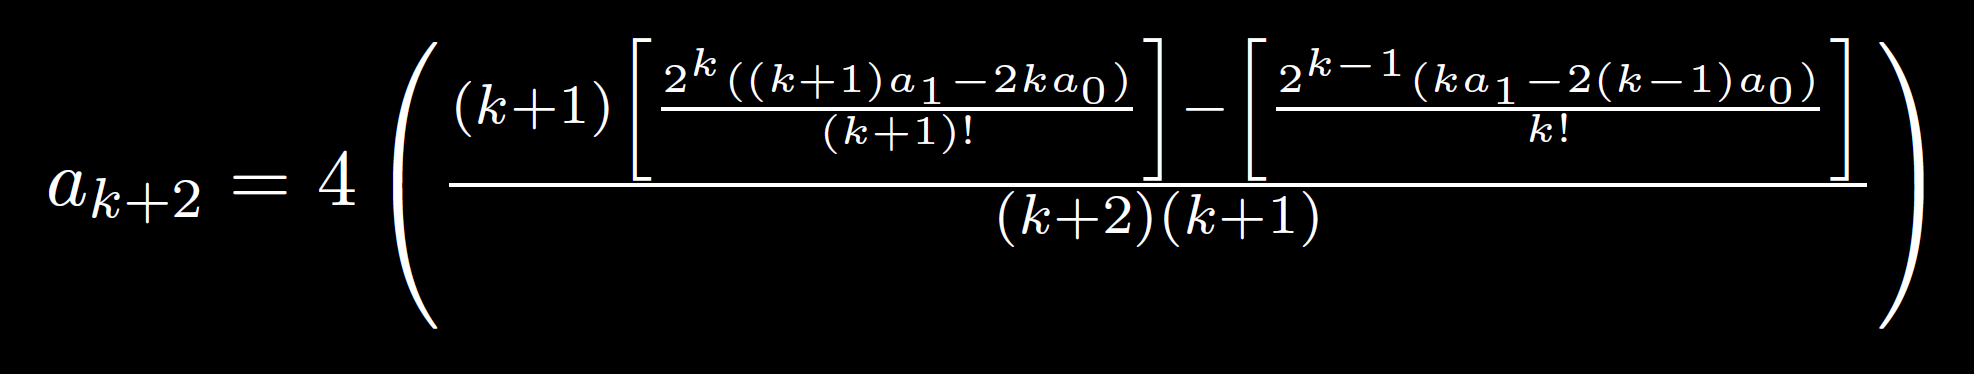 $a_{k+2} = 4 \left( \frac{(k+1) \left[ \frac{2^k ((k+1)a_1 - 2ka_0)}{(k+1)!} \right] - \left[ \frac{2^{k-1} (ka_1 - 2(k-1)a_0)}{k!} \right]}{(k+2)(k+1)} \right)$